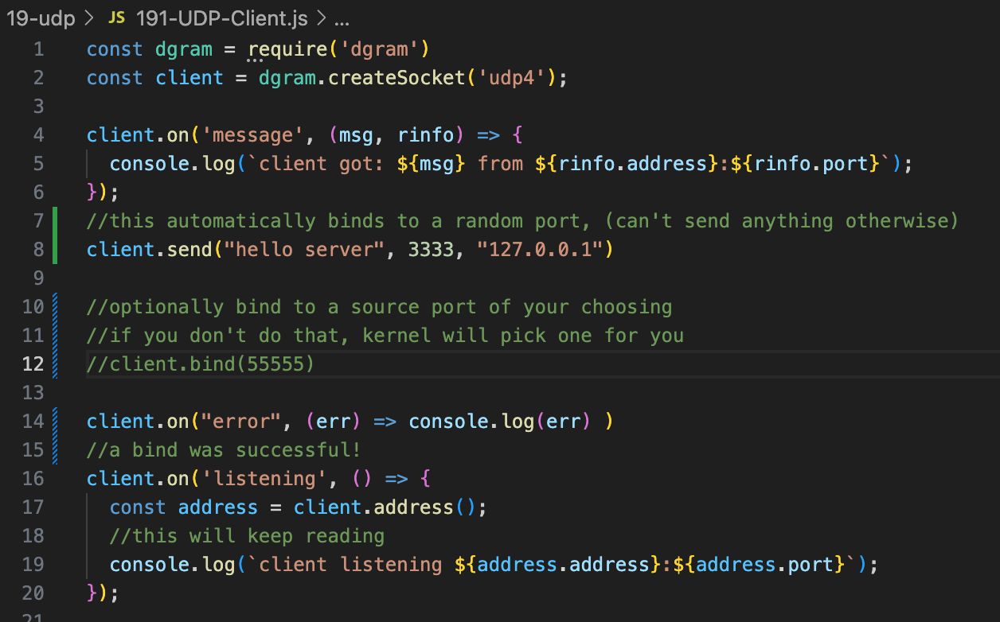 19-udp > JS 191-UDP-Client.js > ...
1 const dgram = require('dgram')
2 const client = dgram.createSocket('udp4');
3
4 client.on('message', (msg, rinfo) => {
5   console.log(`client got: ${msg} from ${rinfo.address}:${rinfo.port}`);
6 });
7 //this automatically binds to a random port, (can't send anything otherwise)
8 client.send("hello server", 3333, "127.0.0.1")
9
10 //optionally bind to a source port of your choosing
11 //if you don't do that, kernel will pick one for you
12 //client.bind(55555)
13
14 client.on("error", (err) => console.log(err) )
15 //a bind was successful!
16 client.on('listening', () => {
17   const address = client.address();
18   //this will keep reading
19   console.log(`client listening ${address.address}:${address.port}`);
20 });
21